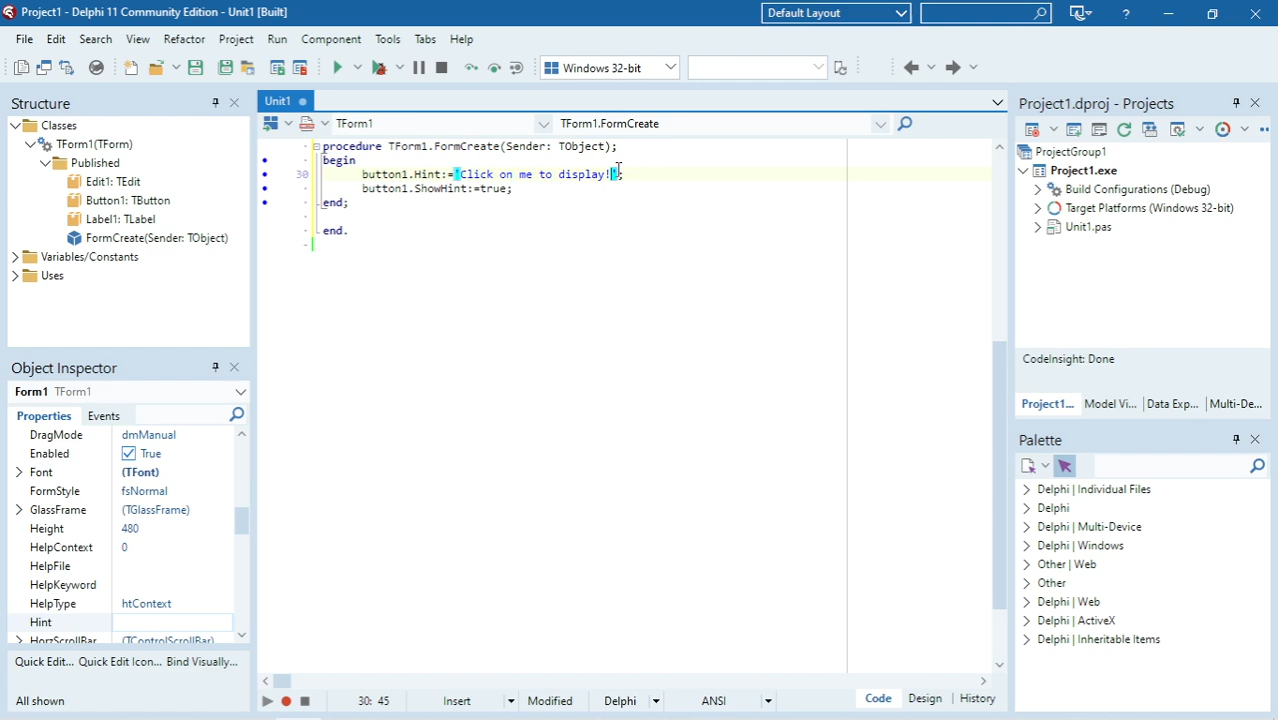 Project1 - Delphi 11 Community Edition - Unit1 [Built]
Default Layout
?
File Edit Search View Refactor Project Run Component Tools Tabs Help
Windows 32-bit
Structure
Classes
TForm1(TForm)
Published
Edit1: TEdit
Button1: TButton
Label1: TLabel
FormCreate(Sender: TObject)
Variables/Constants
Uses
Object Inspector
Form1 TForm1
Properties Events
DragMode dmManual
Enabled True
Font (TFont)
FormStyle fsNormal
GlassFrame (TGlassFrame)
Height 480
HelpContext 0
HelpFile
HelpKeyword
HelpType htContext
Hint
HorzScrollBar (TControlScrollBar)
Quick Edit... Quick Edit Icon... Bind Visually...
All shown
Unit1
TForm1 TForm1.FormCreate
procedure TForm1.FormCreate(Sender: TObject);
begin
30 button1.Hint:='Click on me to display!';
button1.ShowHint:=true;
end;
end.
30: 45 Insert Modified Delphi ANSI Code Design History
Project1.dproj - Projects
ProjectGroup1
Project1.exe
Build Configurations (Debug)
Target Platforms (Windows 32-bit)
Unit1.pas
CodeInsight: Done
Project1... Model Vi... Data Exp... Multi-De...
Palette
Delphi | Individual Files
Delphi
Delphi | Multi-Device
Delphi | Windows
Other | Web
Other
Delphi | Web
Delphi | ActiveX
Delphi | Inheritable Items